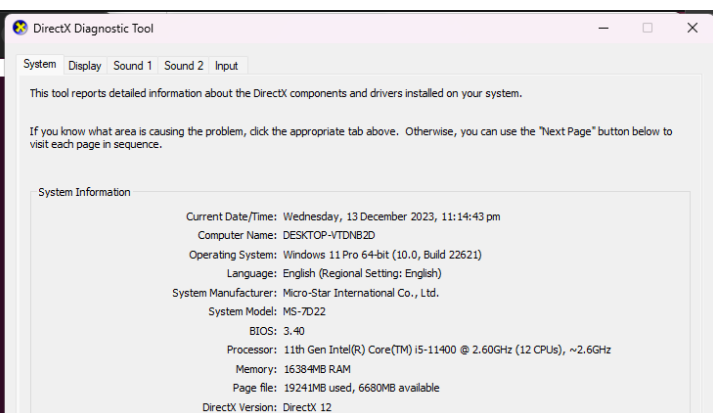 DirectX Diagnostic Tool
System Display Sound 1 Sound 2 Input
This tool reports detailed information about the DirectX components and drivers installed on your system.
If you know what area is causing the problem, click the appropriate tab above. Otherwise, you can use the "Next Page" button below to
visit each page in sequence.
System Information
Current Date/Time: Wednesday, 13 December 2023, 11:14:43 pm
Computer Name: DESKTOP-VTDNB2D
Operating System: Windows 11 Pro 64-bit (10.0, Build 22621)
Language: English (Regional Setting: English)
System Manufacturer: Micro-Star International Co., Ltd.
System Model: MS-7D22
BIOS: 3.40
Processor: 11th Gen Intel(R) Core(TM) i5-11400 @ 2.60GHz (12 CPUs), ~2.6GHz
Memory: 16384MB RAM
Page file: 19241MB used, 6680MB available
DirectX Version: DirectX 12